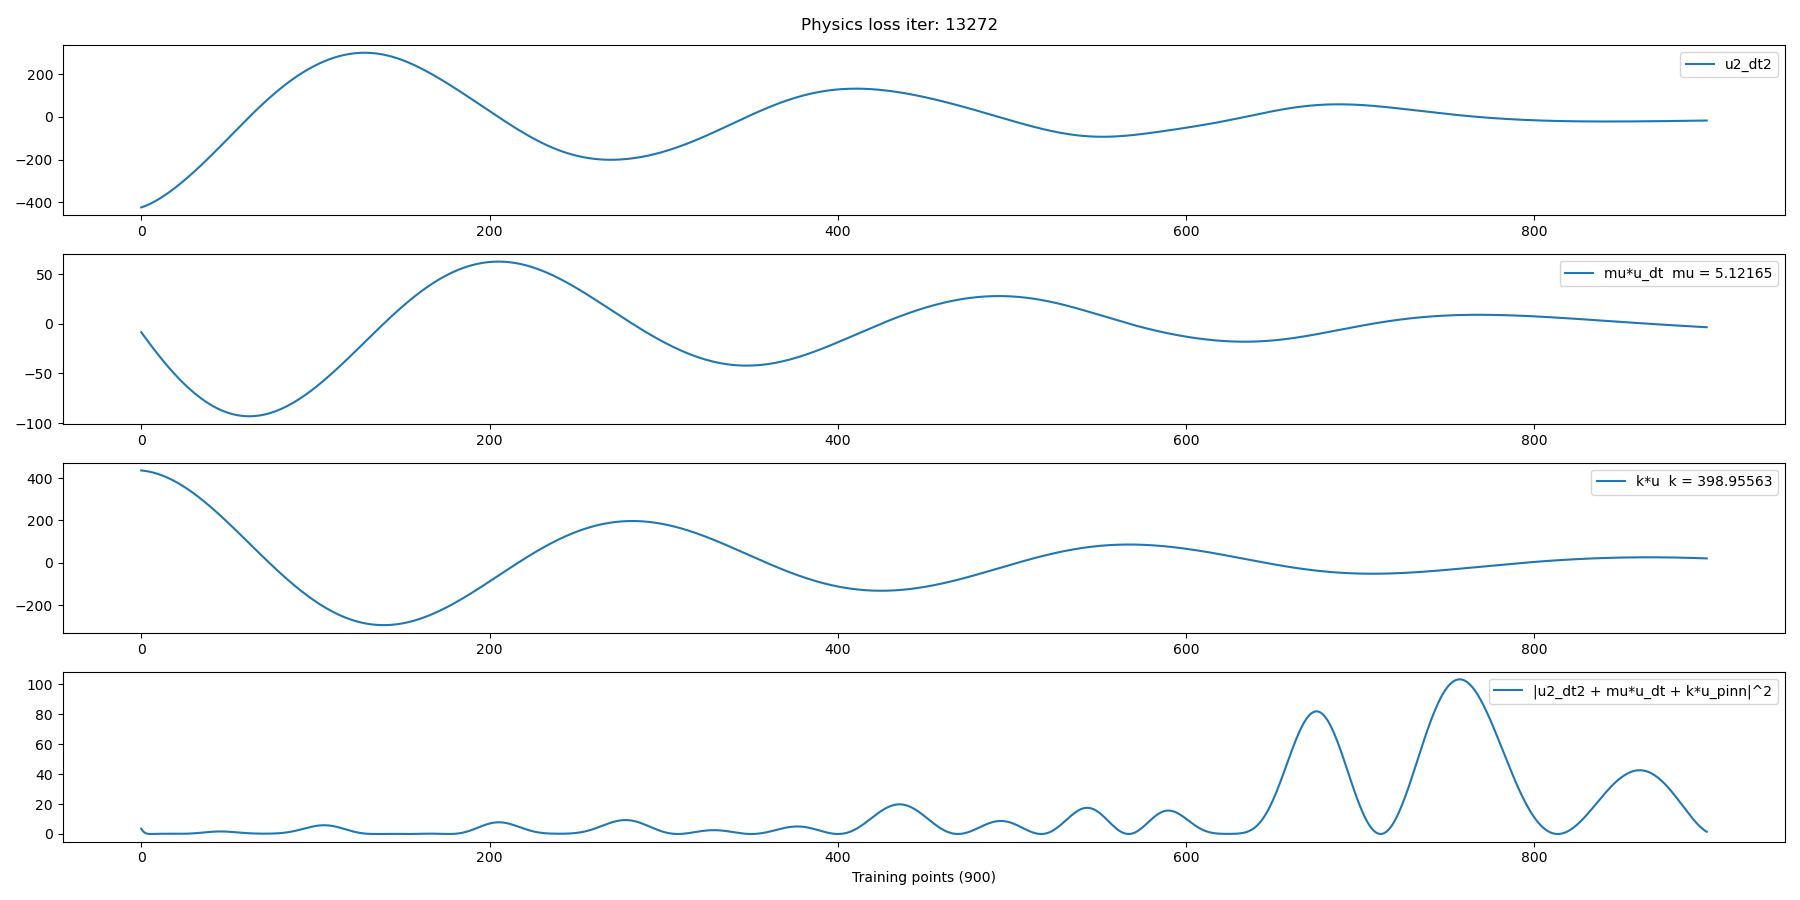 Physics loss iter: 13272
200
0
−200
−400
u2_dt2
0 200 400 600 800
50
0
−50
−100
mu*u_dt  mu = 5.12165
0 200 400 600 800
400
200
0
−200
k*u  k = 398.95563
0 200 400 600 800
100
80
60
40
20
0
|u2_dt2 + mu*u_dt + k*u_pinn|^2
0 200 400 600 800
Training points (900)